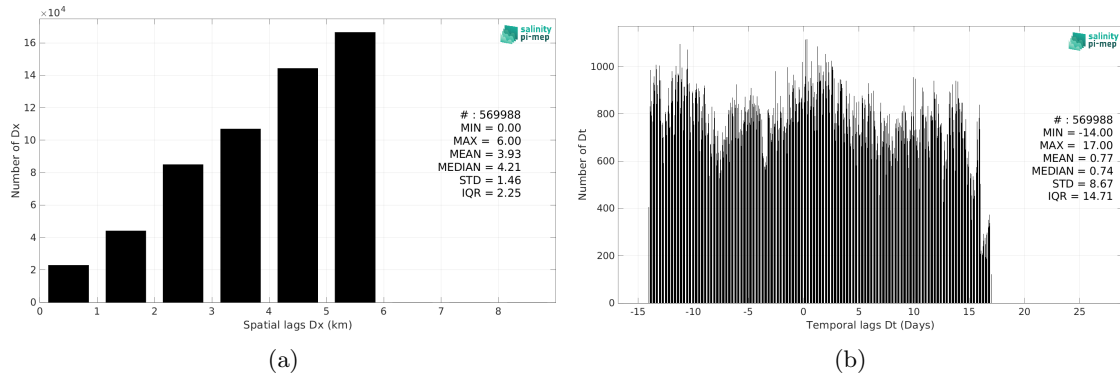 ×10⁴
16
14
12
10
8
6
4
2
0
Number of Dx
0 1 2 3 4 5 6 7 8
Spatial lags Dx (km)
salinity
pi-mep
# : 569988
MIN = 0.00
MAX = 6.00
MEAN = 3.93
MEDIAN = 4.21
STD = 1.46
IQR = 2.25
(a)
1000
800
600
400
200
0
Number of Dt
-15 -10 -5 0 5 10 15 20 25
Temporal lags Dt (Days)
salinity
pi-mep
# : 569988
MIN = -14.00
MAX = 17.00
MEAN = 0.77
MEDIAN = 0.74
STD = 8.67
IQR = 14.71
(b)